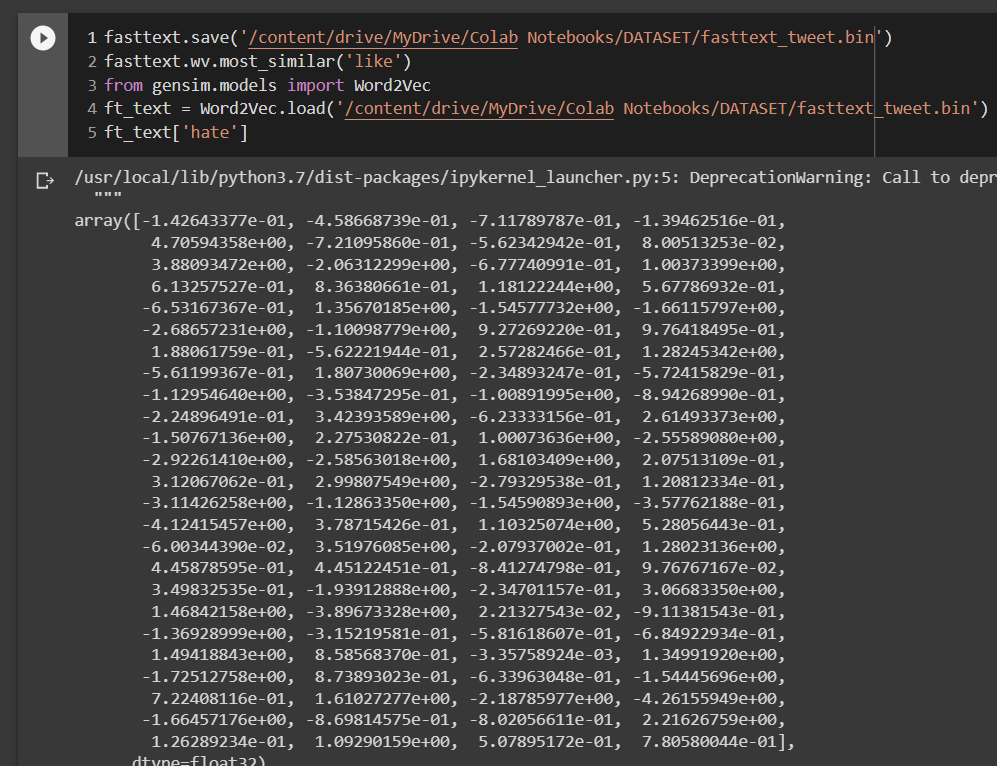 1 fasttext.save('/content/drive/MyDrive/Colab Notebooks/DATASET/fasttext_tweet.bin')
2 fasttext.wv.most_similar('like')
3 from gensim.models import Word2Vec
4 ft_text = Word2Vec.load('/content/drive/MyDrive/Colab Notebooks/DATASET/fasttext_tweet.bin')
5 ft_text['hate']
/usr/local/lib/python3.7/dist-packages/ipykernel_launcher.py:5: DeprecationWarning: Call to depr
"""
array([-1.42643377e-01, -4.58668739e-01, -7.11789787e-01, -1.39462516e-01,
4.70594358e+00, -7.21095860e-01, -5.62342942e-01, 8.00513253e-02,
3.88093472e+00, -2.06312299e+00, -6.77740991e-01, 1.00373399e+00,
6.13257527e-01, 8.36380661e-01, 1.18122244e+00, 5.67786932e-01,
-6.53167367e-01, 1.35670185e+00, -1.54577732e+00, -1.66115797e+00,
-2.68657231e+00, -1.10098779e+00, 9.27269220e-01, 9.76418495e-01,
1.88061759e-01, -5.62221944e-01, 2.57282466e-01, 1.28245342e+00,
-5.61199367e-01, 1.80730069e+00, -2.34893247e-01, -5.72415829e-01,
-1.12954640e+00, -3.53847295e-01, -1.00891995e+00, -8.94268990e-01,
-2.24896491e-01, 3.42393589e+00, -6.23333156e-01, 2.61493373e+00,
-1.50767136e+00, 2.27530822e-01, 1.00073636e+00, -2.55589080e+00,
-2.92261410e+00, -2.58563018e+00, 1.68103409e+00, 2.07513109e-01,
3.12067062e-01, 2.99807549e+00, -2.79329538e-01, 1.20812334e-01,
-3.11426258e+00, -1.12863350e+00, -1.54590893e+00, -3.57762188e-01,
-4.12415457e+00, 3.78715426e-01, 1.10325074e+00, 5.28056443e-01,
-6.00344390e-02, 3.51976085e+00, -2.07937002e-01, 1.28023136e+00,
4.45878595e-01, 4.45122451e-01, -8.41274798e-01, 9.76767167e-02,
3.49832535e-01, -1.93912888e+00, -2.34701157e-01, 3.06683350e+00,
1.46842158e+00, -3.89673328e+00, 2.21327543e-02, -9.11381543e-01,
-1.36928999e+00, -3.15219581e-01, -5.81618607e-01, -6.84922934e-01,
1.49418843e+00, 8.58568370e-01, -3.35758924e-03, 1.34991920e+00,
-1.72512758e+00, 8.73893023e-01, -6.33963048e-01, -1.54445696e+00,
7.22408116e-01, 1.61027277e+00, -2.18785977e+00, -4.26155949e+00,
-1.66457176e+00, -8.69814575e-01, -8.02056611e-01, 2.21626759e+00,
1.26289234e-01, 1.09290159e+00, 5.07895172e-01, 7.80580044e-01],
dtype=float32)